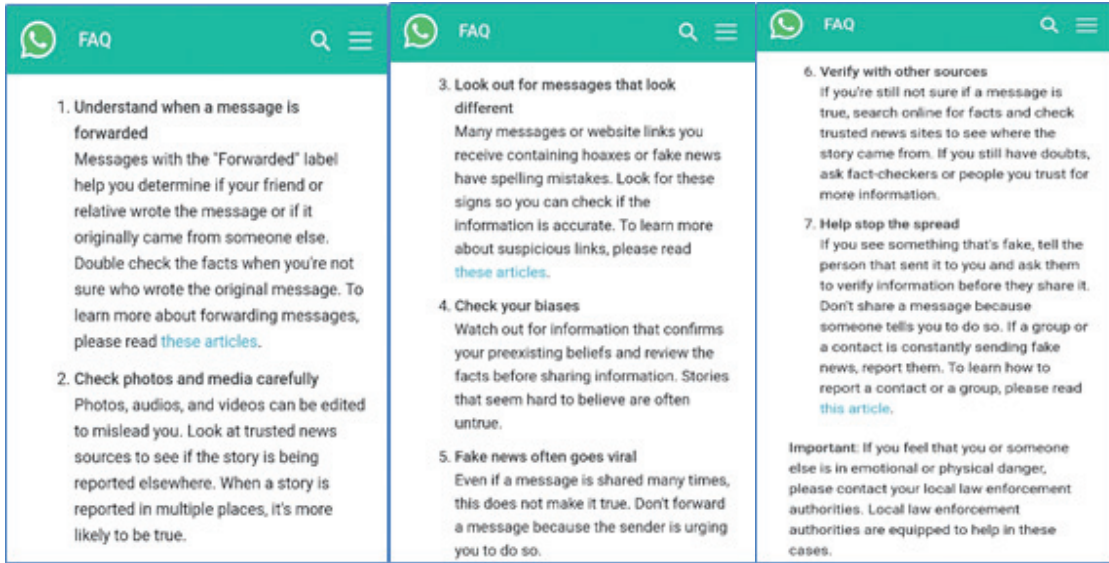 FAQ
1. Understand when a message is
forwarded
Messages with the "Forwarded" label
help you determine if your friend or
relative wrote the message or if it
originally came from someone else.
Double check the facts when you're not
sure who wrote the original message. To
learn more about forwarding messages,
please read these articles.
2. Check photos and media carefully
Photos, audios, and videos can be edited
to mislead you. Look at trusted news
sources to see if the story is being
reported elsewhere. When a story is
reported in multiple places, it's more
likely to be true.
FAQ
3. Look out for messages that look
different
Many messages or website links you
receive containing hoaxes or fake news
have spelling mistakes. Look for these
signs so you can check if the
information is accurate. To learn more
about suspicious links, please read
these articles.
4. Check your biases
Watch out for information that confirms
your preexisting beliefs and review the
facts before sharing information. Stories
that seem hard to believe are often
untrue.
5. Fake news often goes viral
Even if a message is shared many times,
this does not make it true. Don't forward
a message because the sender is urging
you to do so.
FAQ
6. Verify with other sources
If you're still not sure if a message is
true, search online for facts and check
trusted news sites to see where the
story came from. If you still have doubts,
ask fact-checkers or people you trust for
more information.
7. Help stop the spread
If you see something that's fake, tell the
person that sent it to you and ask them
to verify information before they share it.
Don't share a message because
someone tells you to do so. If a group or
a contact is constantly sending fake
news, report them. To learn how to
report a contact or a group, please read
this article.
Important: If you feel that you or someone
else is in emotional or physical danger,
please contact your local law enforcement
authorities. Local law enforcement
authorities are equipped to help in these
cases.